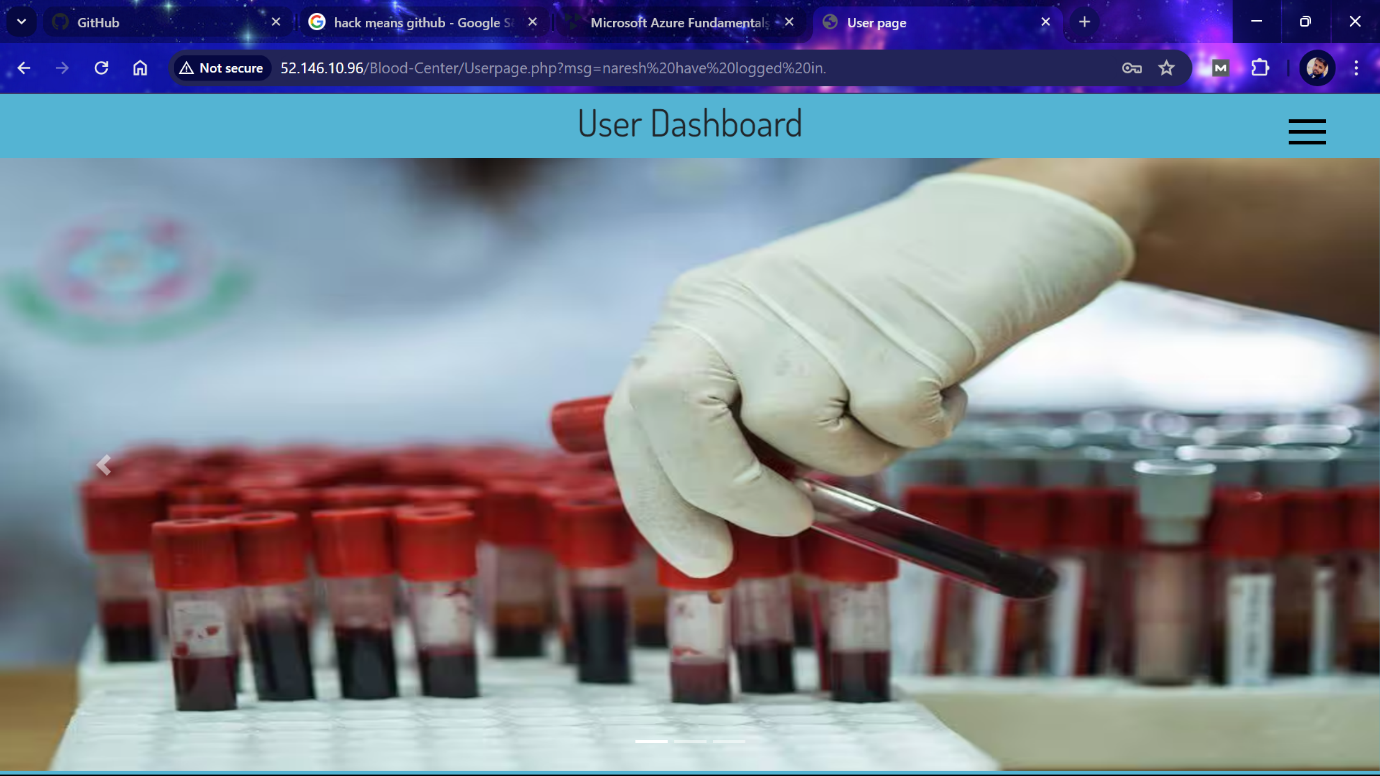 GitHub
hack means github - Google S
Microsoft Azure Fundamentals
User page
Not secure
52.146.10.96/Blood-Center/Userpage.php?msg=naresh%20have%20logged%20in.
User Dashboard